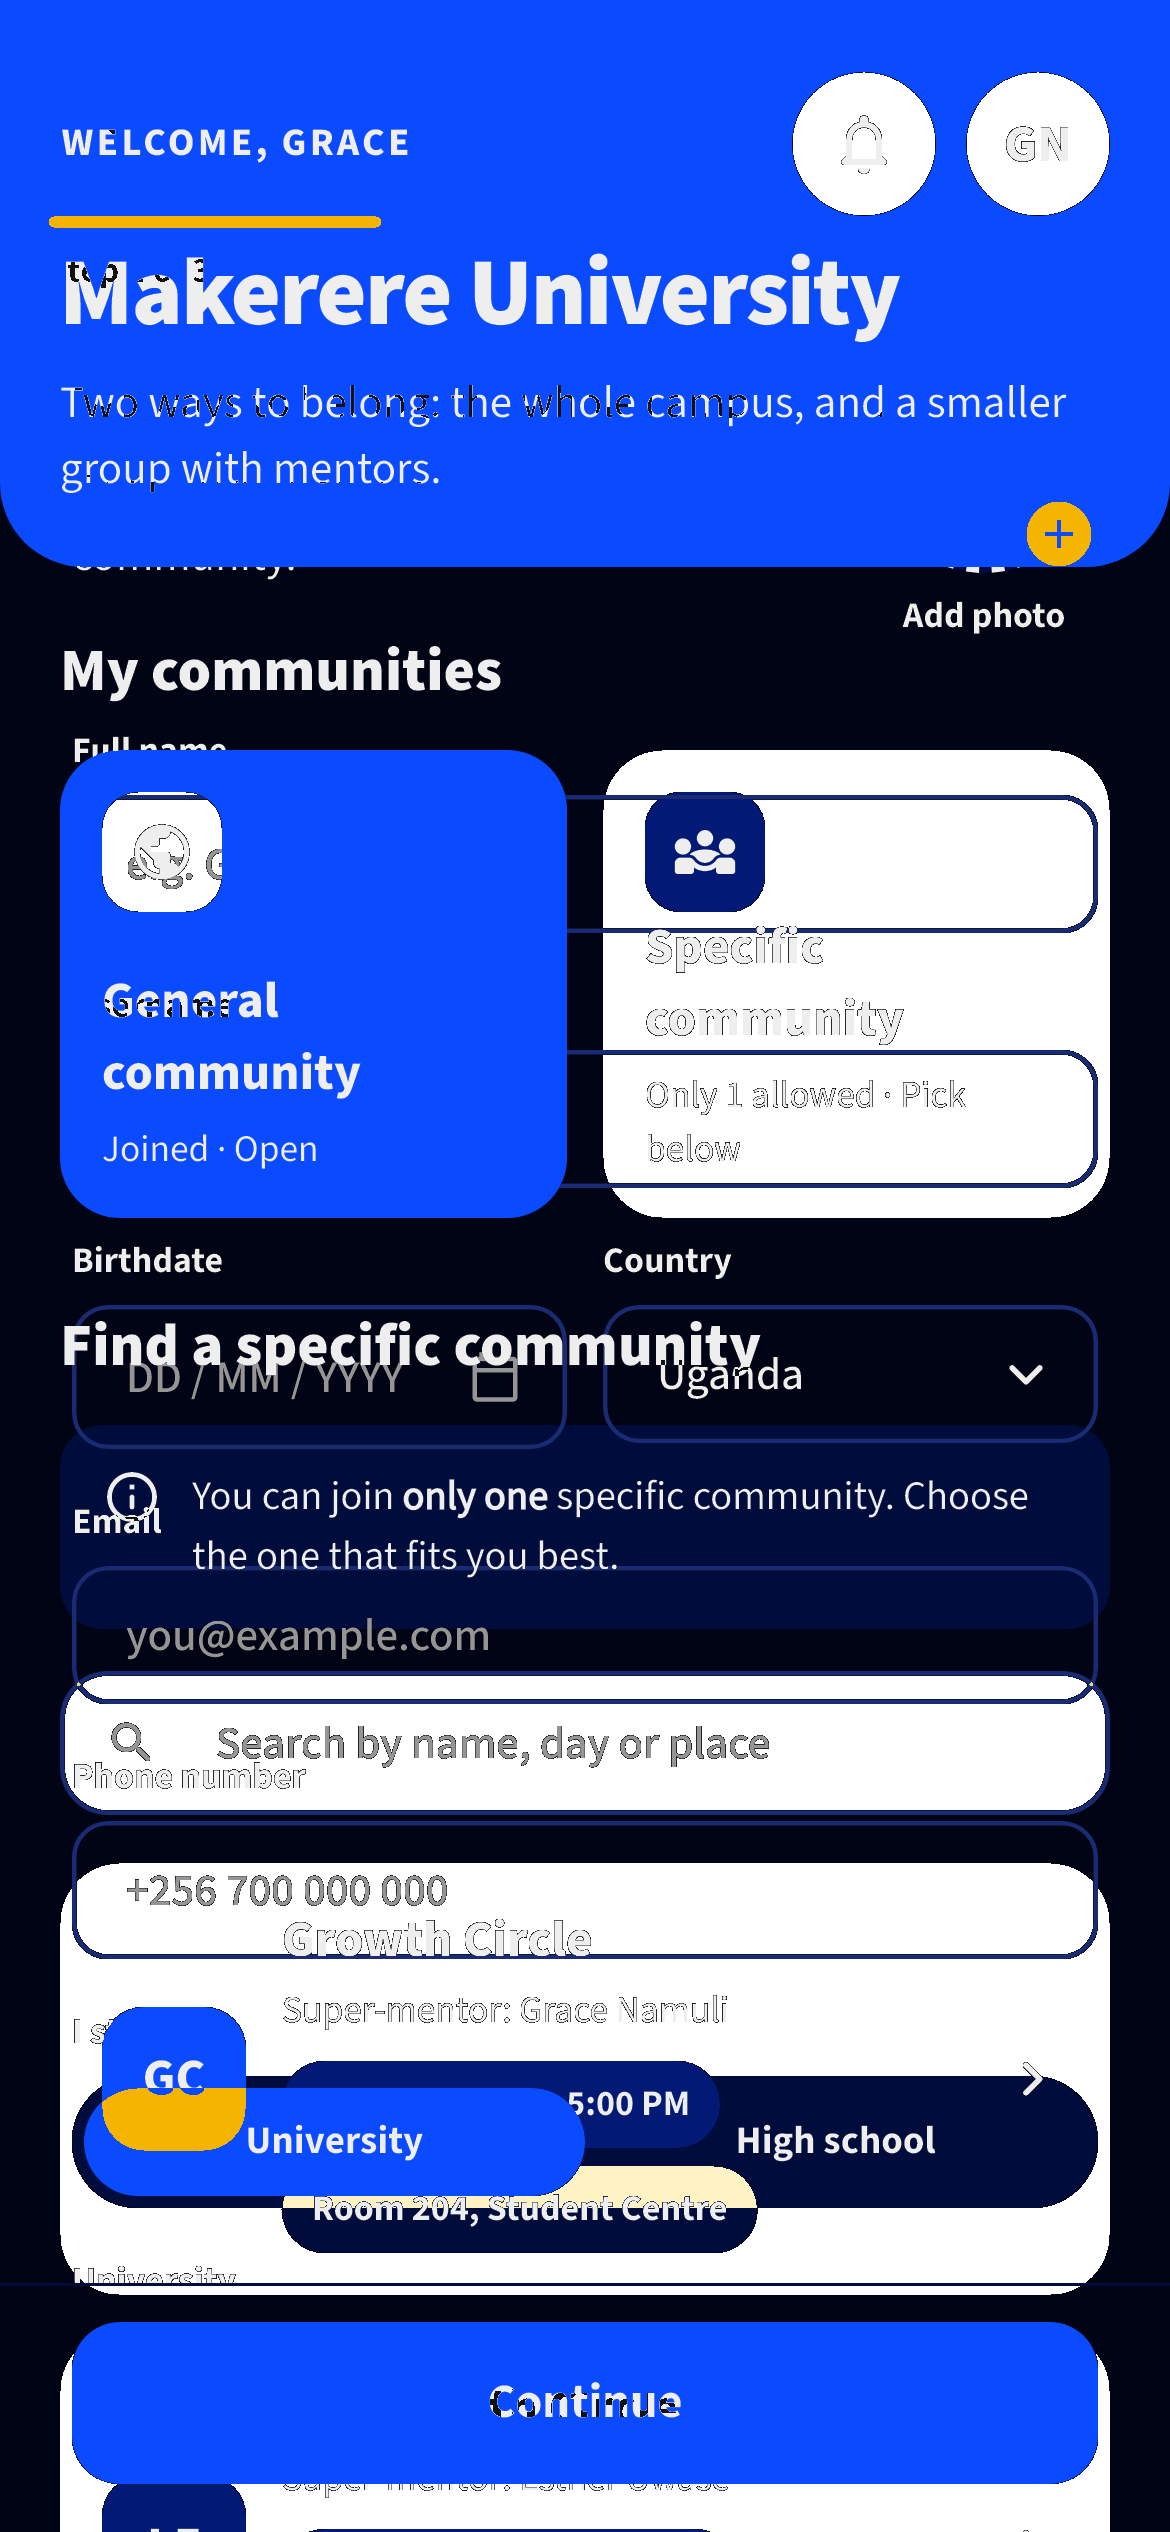 WELCOME, GRACE
GN
Makerere University
Two ways to belong: the whole campus, and a smaller
group with mentors.
community.
Add photo
My communities
Full name
e.g. G
General
community
Joined · Open
Specific
community
Only 1 allowed · Pick
below
Birthdate
Country
Find a specific community
DD / MM / YYYY
Uganda
You can join only one specific community. Choose
the one that fits you best.
Email
you@example.com
Search by name, day or place
Phone number
+256 700 000 000
Growth Circle
Super-mentor: Grace Namuli
GC
5:00 PM
University
High school
Room 204, Student Centre
University
Continue